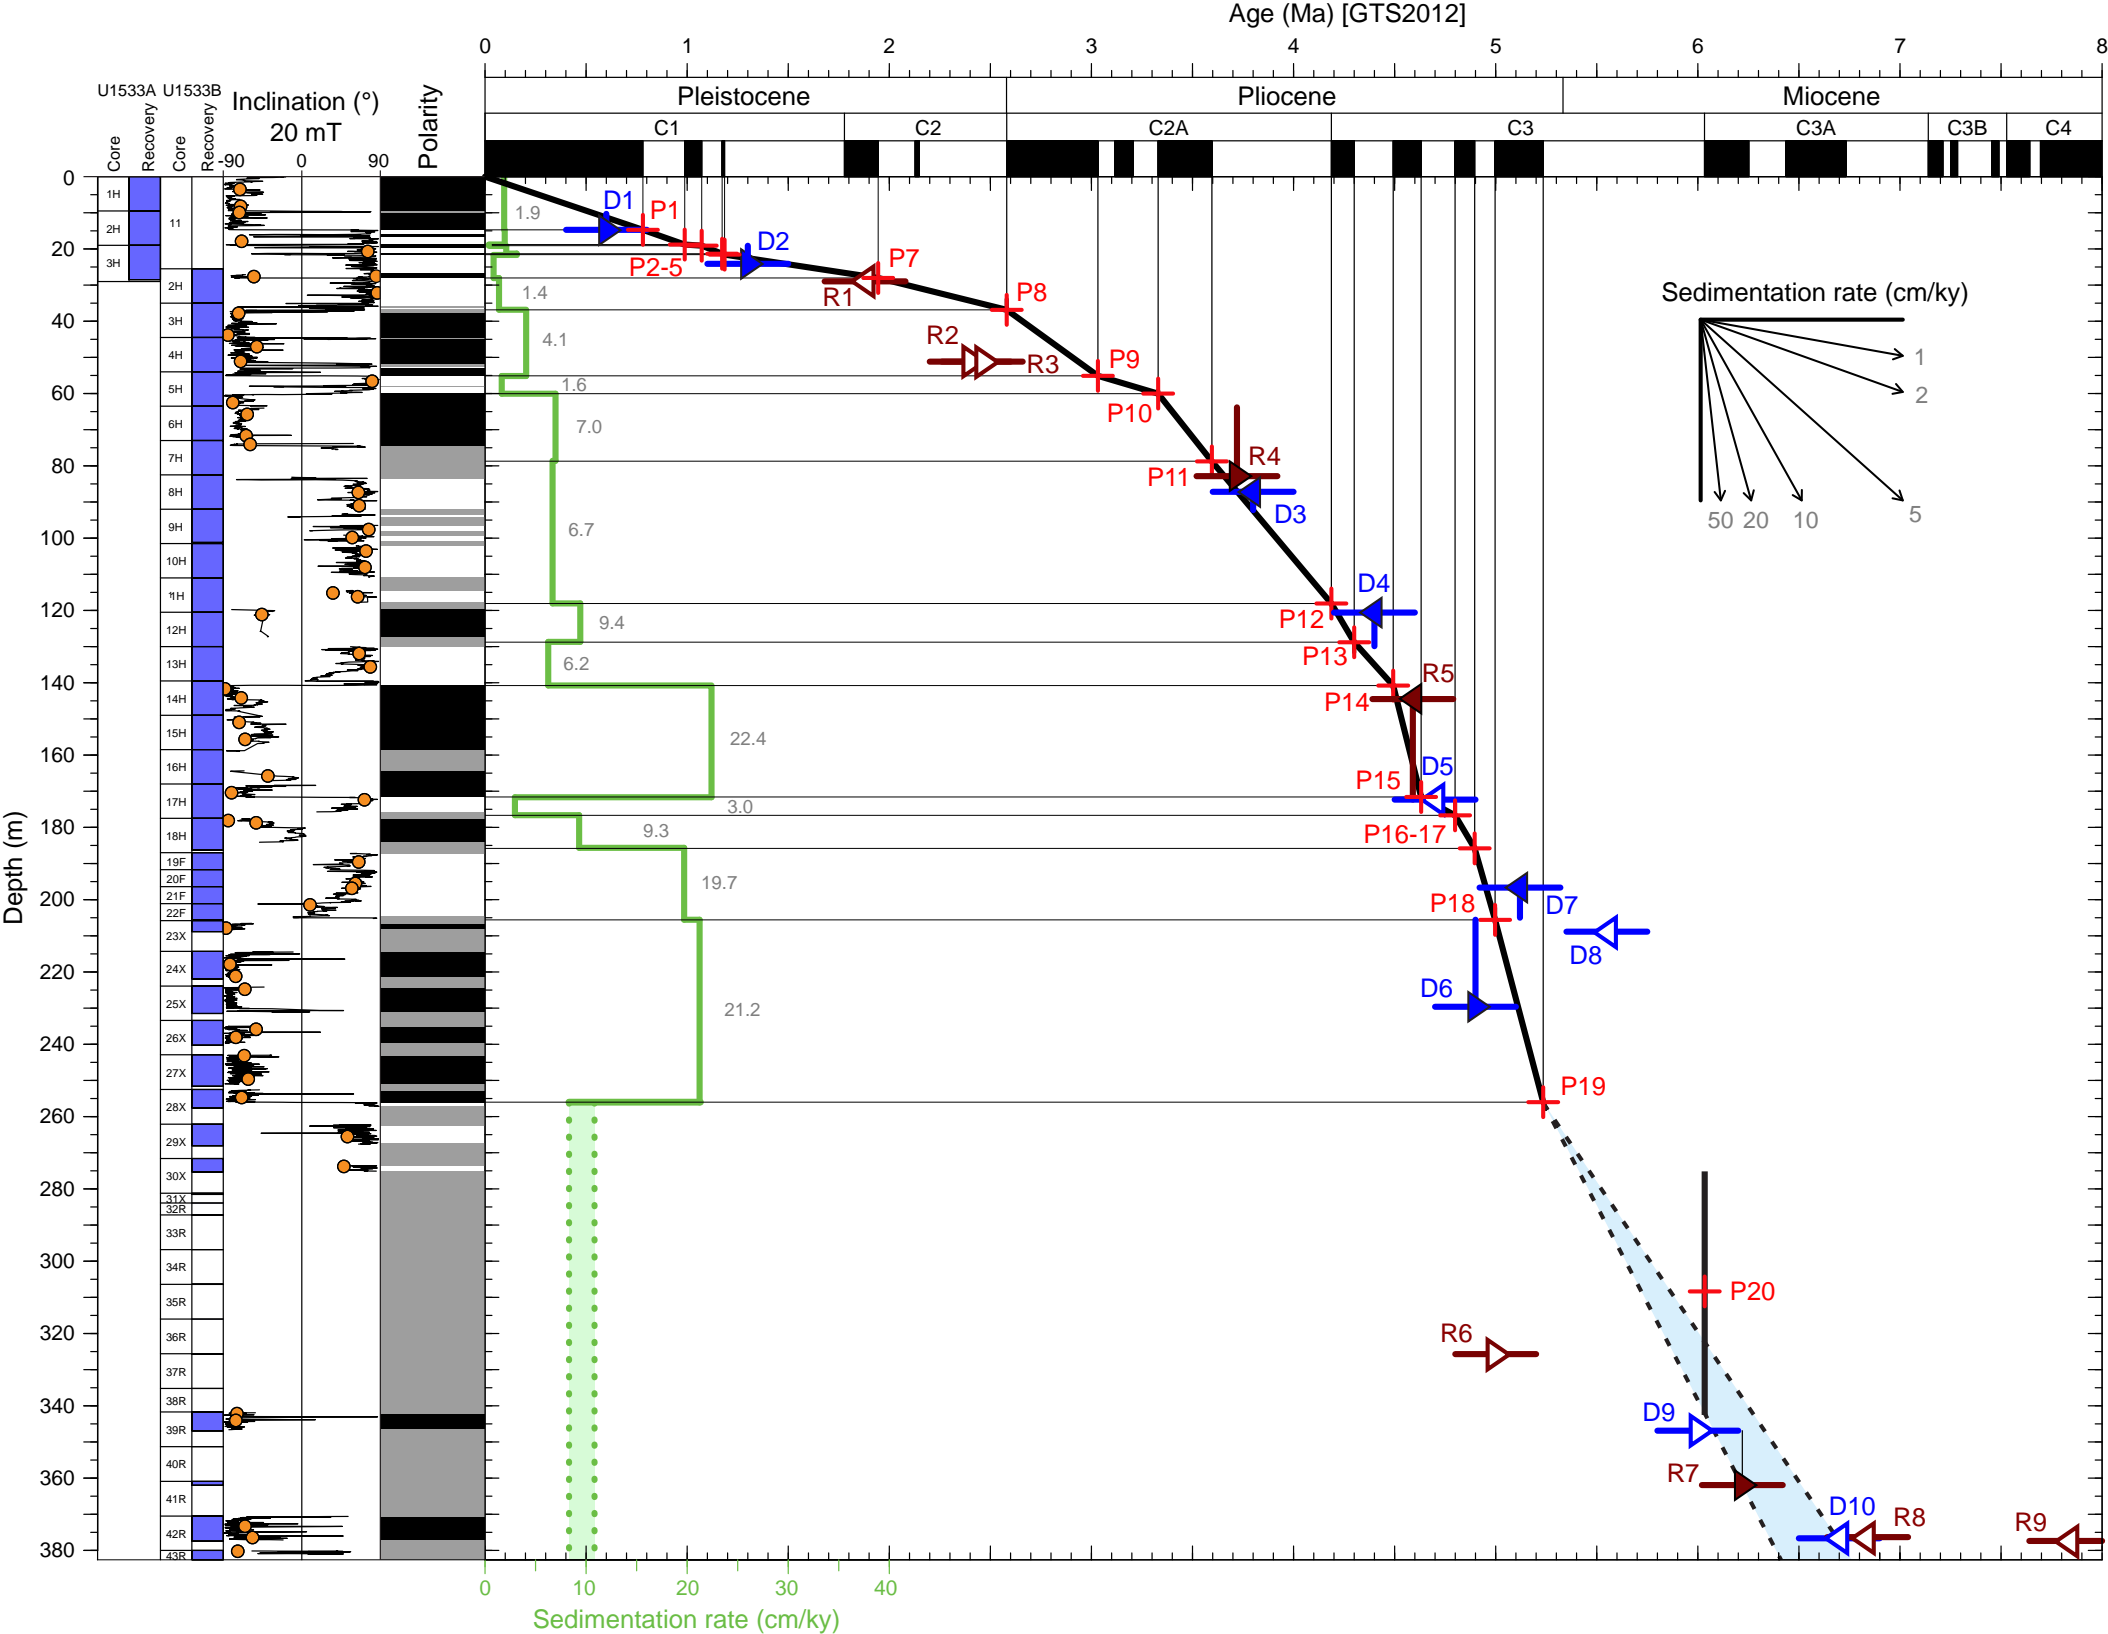 Age (Ma) [GTS2012]
0 1 2 3 4 5 6 7 8
U1533A U1533B
Core Recovery Core Recovery
Inclination (°)
20 mT
-90 0 90
Polarity
Pleistocene Pliocene Miocene
C1 C2 C2A C3 C3A C3B C4
Depth (m)
0
20
40
60
80
100
120
140
160
180
200
220
240
260
280
300
320
340
360
380
1H
2H
3H
11
2H
3H
4H
5H
6H
7H
8H
9H
10H
11H
12H
13H
14H
15H
16H
17H
18H
19F
20F
21F
22F
23X
24X
25X
26X
27X
28X
29X
30X
31X
32R
33R
34R
35R
36R
37R
38R
39R
40R
41R
42R
43R
1.9
1.4
4.1
1.6
7.0
6.7
9.4
6.2
22.4
3.0
9.3
19.7
21.2
D1
P1
P2-5
D2
P7
R1
P8
R2
R3
P9
P10
P11
R4
D3
D4
P12
P13
R5
P14
P15
D5
P16-17
P18
D7
D8
D6
P19
P20
R6
D9
R7
D10
R8
R9
Sedimentation rate (cm/ky)
1
2
5
10
20
50
0 10 20 30 40
Sedimentation rate (cm/ky)